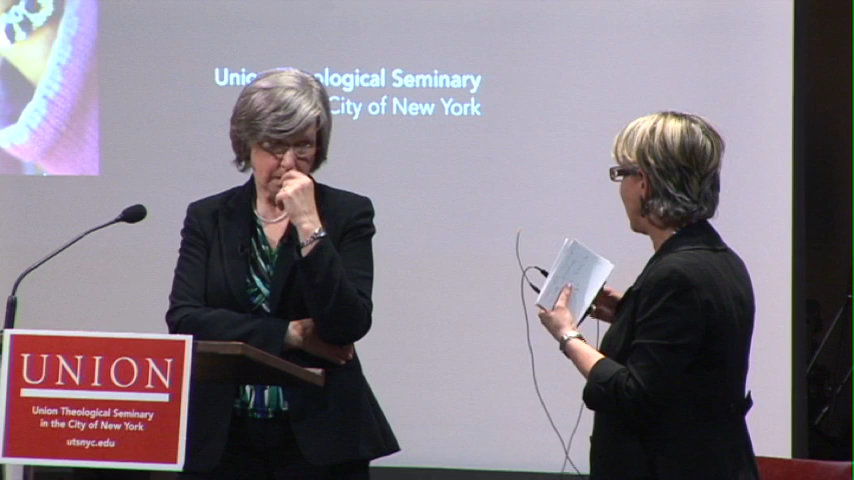 Union Theological Seminary
City of New York
UNION
Union Theological Seminary
in the City of New York
utsnyc.edu